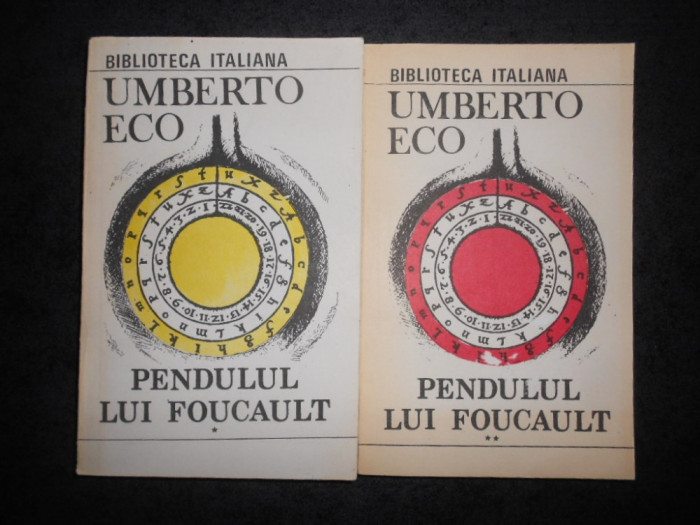 BIBLIOTECA ITALIANA
UMBERTO
ECO
PENDULUL
LUI FOUCAULT
*
BIBLIOTECA ITALIANA
UMBERTO
ECO
PENDULUL
LUI FOUCAULT
**